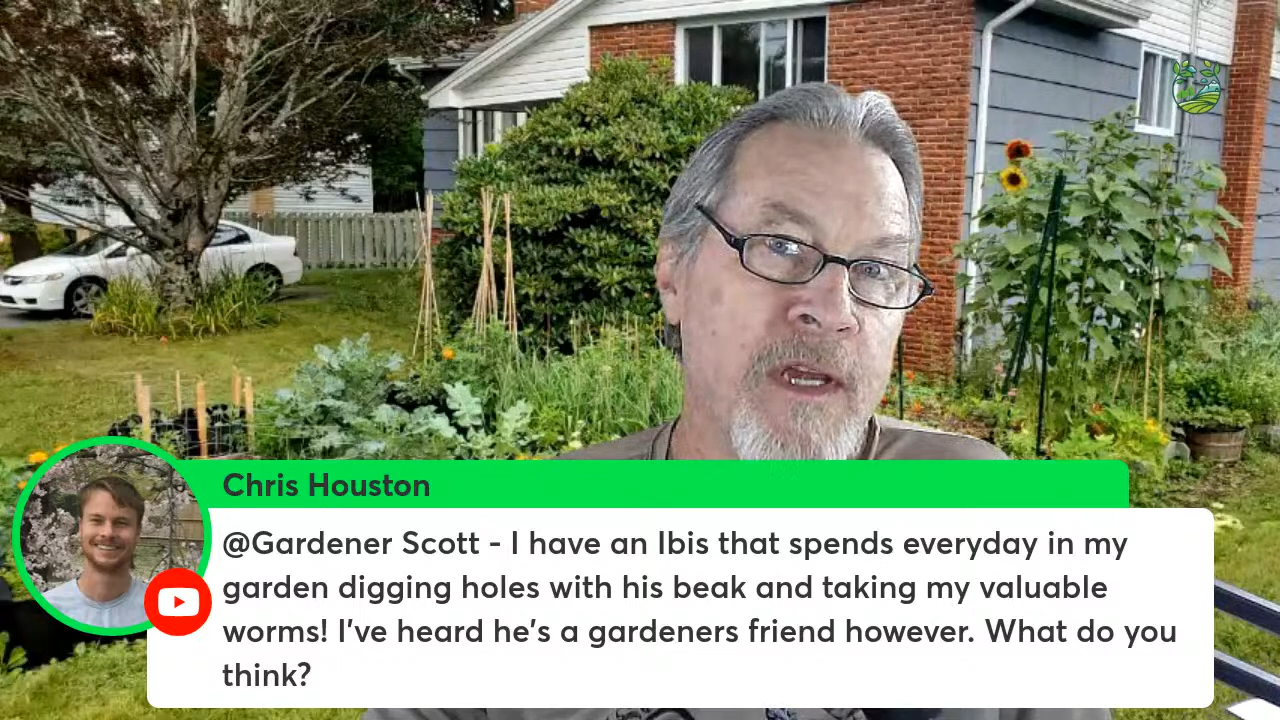 Chris Houston
@Gardener Scott - I have an Ibis that spends everyday in my
garden digging holes with his beak and taking my valuable
worms! I've heard he's a gardeners friend however. What do you
think?